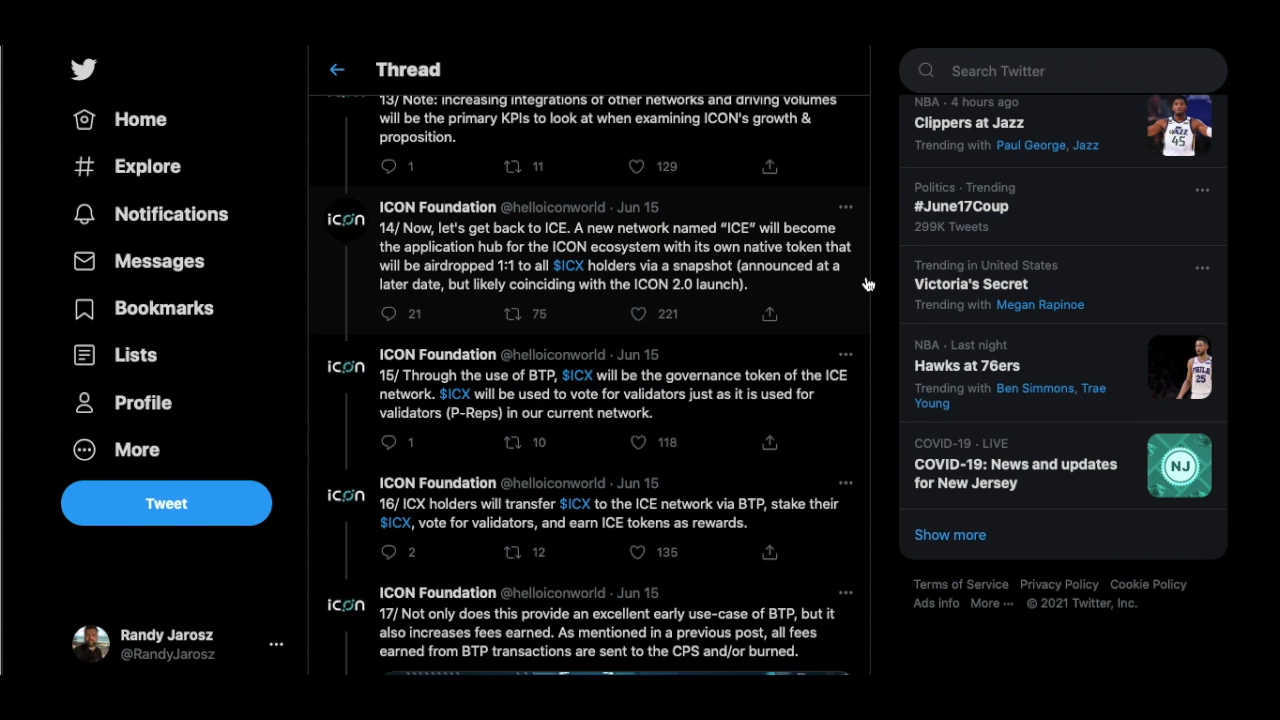 Home
Explore
Notifications
Messages
Bookmarks
Lists
Profile
More
Tweet
Randy Jarosz
@RandyJarosz
Thread
13/ Note: increasing integrations of other networks and driving volumes
will be the primary KPIs to look at when examining ICON's growth &
proposition.
1 11 129
icon
ICON Foundation @helloiconworld · Jun 15
14/ Now, let's get back to ICE. A new network named “ICE” will become
the application hub for the ICON ecosystem with its own native token that
will be airdropped 1:1 to all $ICX holders via a snapshot (announced at a
later date, but likely coinciding with the ICON 2.0 launch).
21 75 221
icon
ICON Foundation @helloiconworld · Jun 15
15/ Through the use of BTP, $ICX will be the governance token of the ICE
network. $ICX will be used to vote for validators just as it is used for
validators (P-Reps) in our current network.
1 10 118
icon
ICON Foundation @helloiconworld · Jun 15
16/ ICX holders will transfer $ICX to the ICE network via BTP, stake their
$ICX, vote for validators, and earn ICE tokens as rewards.
2 12 135
icon
ICON Foundation @helloiconworld · Jun 15
17/ Not only does this provide an excellent early use-case of BTP, but it
also increases fees earned. As mentioned in a previous post, all fees
earned from BTP transactions are sent to the CPS and/or burned.
Search Twitter
NBA · 4 hours ago
Clippers at Jazz
Trending with Paul George, Jazz
JAZZ
45
Politics · Trending
#June17Coup
299K Tweets
Trending in United States
Victoria's Secret
Trending with Megan Rapinoe
NBA · Last night
Hawks at 76ers
Trending with Ben Simmons, Trae
Young
PHILA
25
COVID-19 · LIVE
COVID-19: News and updates
for New Jersey
NJ
Show more
Terms of Service Privacy Policy Cookie Policy
Ads info More ··· © 2021 Twitter, Inc.